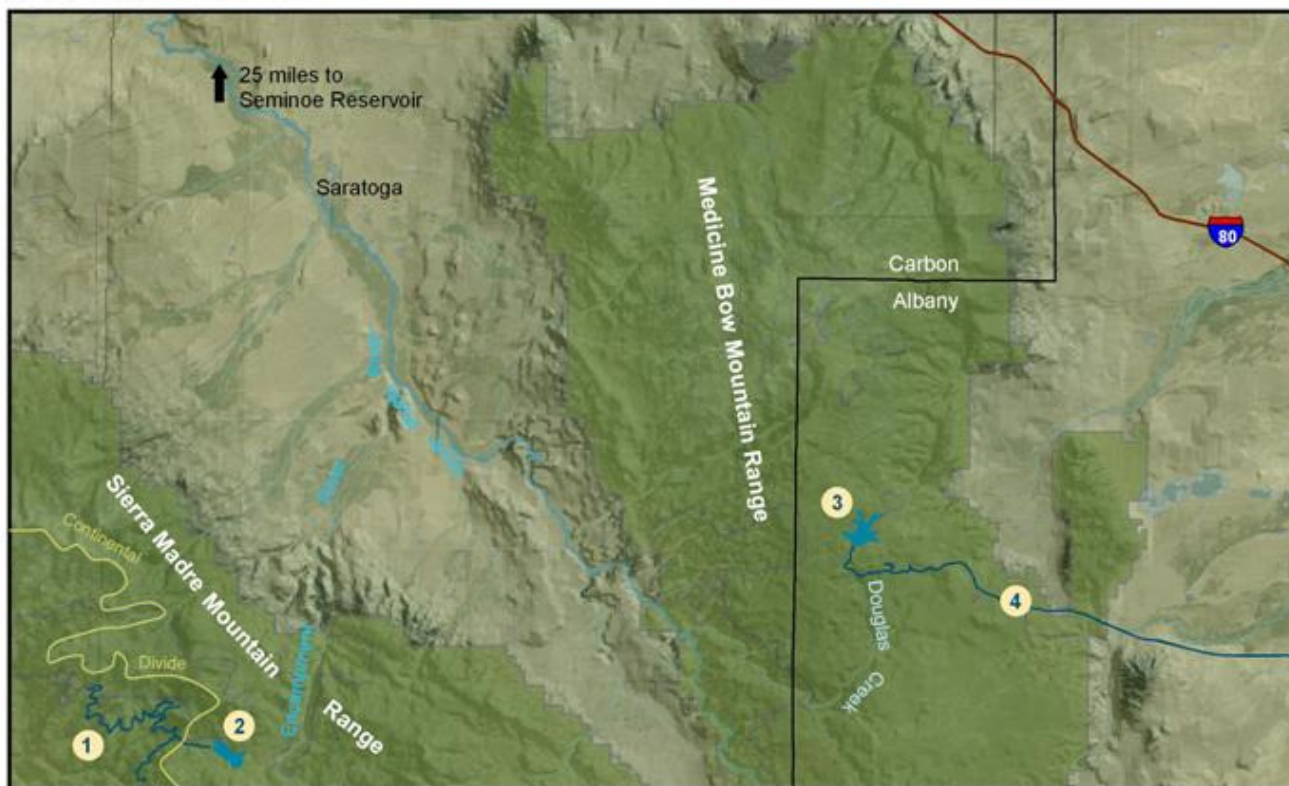 25 miles to
Seminoe Reservoir
Saratoga
Medicine Bow Mountain Range
80
Carbon
Albany
Sierra Madre Mountain
Range
Continental
Divide
Encampment
Douglas
Creek
1
2
3
4